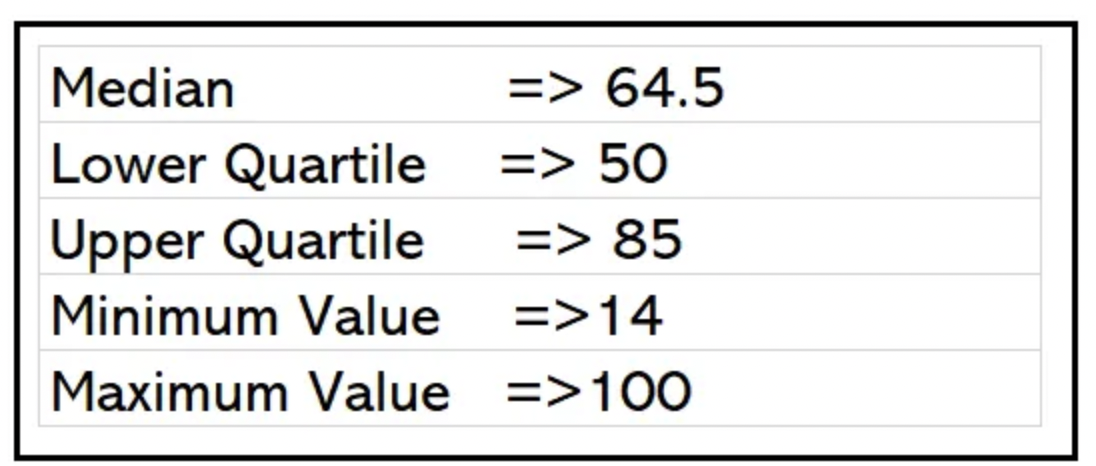 Median => 64.5
Lower Quartile => 50
Upper Quartile => 85
Minimum Value =>14
Maximum Value =>100